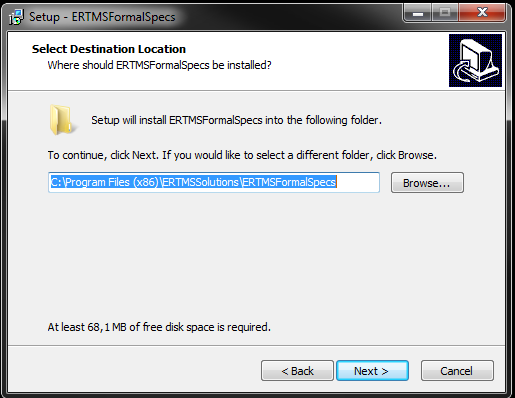 Setup - ERTMSFormalSpecs
Select Destination Location
Where should ERTMSFormalSpecs be installed?
Setup will install ERTMSFormalSpecs into the following folder.
To continue, click Next. If you would like to select a different folder, click Browse.
C:\Program Files (x86)\ERTMSSolutions\ERTMSFormalSpecs
Browse...
At least 68,1 MB of free disk space is required.
< Back
Next >
Cancel